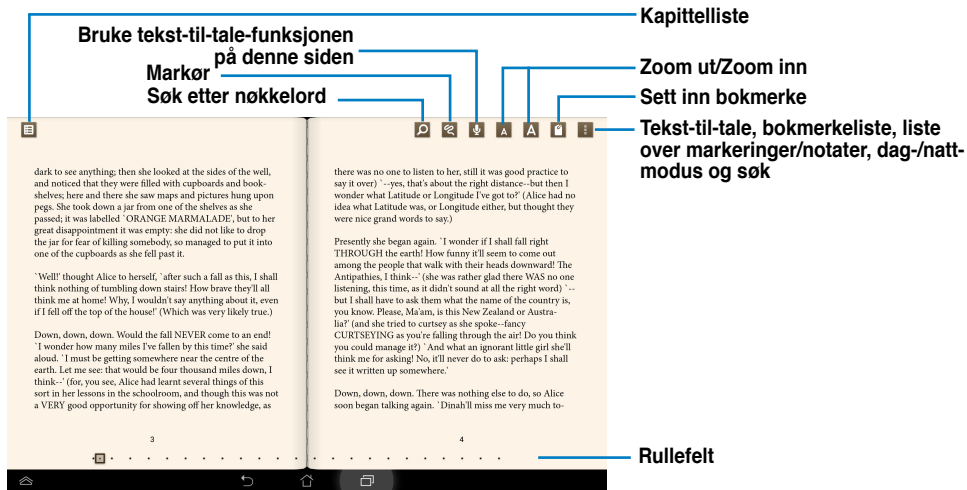 Kapittelliste
Bruke tekst-til-tale-funksjonen
på denne siden
Markør
Søk etter nøkkelord
Zoom ut/Zoom inn
Sett inn bokmerke
Tekst-til-tale, bokmerkeliste, liste
over markeringer/notater, dag-/natt-
modus og søk
A
A
dark to see anything; then she looked at the sides of the well,
and noticed that they were filled with cupboards and book-
shelves; here and there she saw maps and pictures hung upon
pegs. She took down a jar from one of the shelves as she
passed; it was labelled `ORANGE MARMALADE', but to her
great disappointment it was empty: she did not like to drop
the jar for fear of killing somebody, so managed to put it into
one of the cupboards as she fell past it.
`Well!' thought Alice to herself, `after such a fall as this, I shall
think nothing of tumbling down stairs! How brave they'll all
think me at home! Why, I wouldn't say anything about it, even
if I fell off the top of the house!' (Which was very likely true.)
Down, down, down. Would the fall NEVER come to an end!
`I wonder how many miles I've fallen by this time?' she said
aloud. `I must be getting somewhere near the centre of the
earth. Let me see: that would be four thousand miles down, I
think--' (for, you see, Alice had learnt several things of this
sort in her lessons in the schoolroom, and though this was not
a VERY good opportunity for showing off her knowledge, as
3
there was no one to listen to her, still it was good practice to
say it over) `--yes, that's about the right distance--but then I
wonder what Latitude or Longitude I've got to?' (Alice had no
idea what Latitude was, or Longitude either, but thought they
were nice grand words to say.)
Presently she began again. `I wonder if I shall fall right
THROUGH the earth! How funny it'll seem to come out
among the people that walk with their heads downward! The
Antipathies, I think--' (she was rather glad there WAS no one
listening, this time, as it didn't sound at all the right word) `--
but I shall have to ask them what the name of the country is,
you know. Please, Ma'am, is this New Zealand or Austra-
lia?' (and she tried to curtsey as she spoke--fancy
CURTSEYING as you're falling through the air! Do you think
you could manage it?) `And what an ignorant little girl she'll
think me for asking! No, it'll never do to ask: perhaps I shall
see it written up somewhere.'
Down, down, down. There was nothing else to do, so Alice
soon began talking again. `Dinah'll miss me very much to-
4
Rullefelt